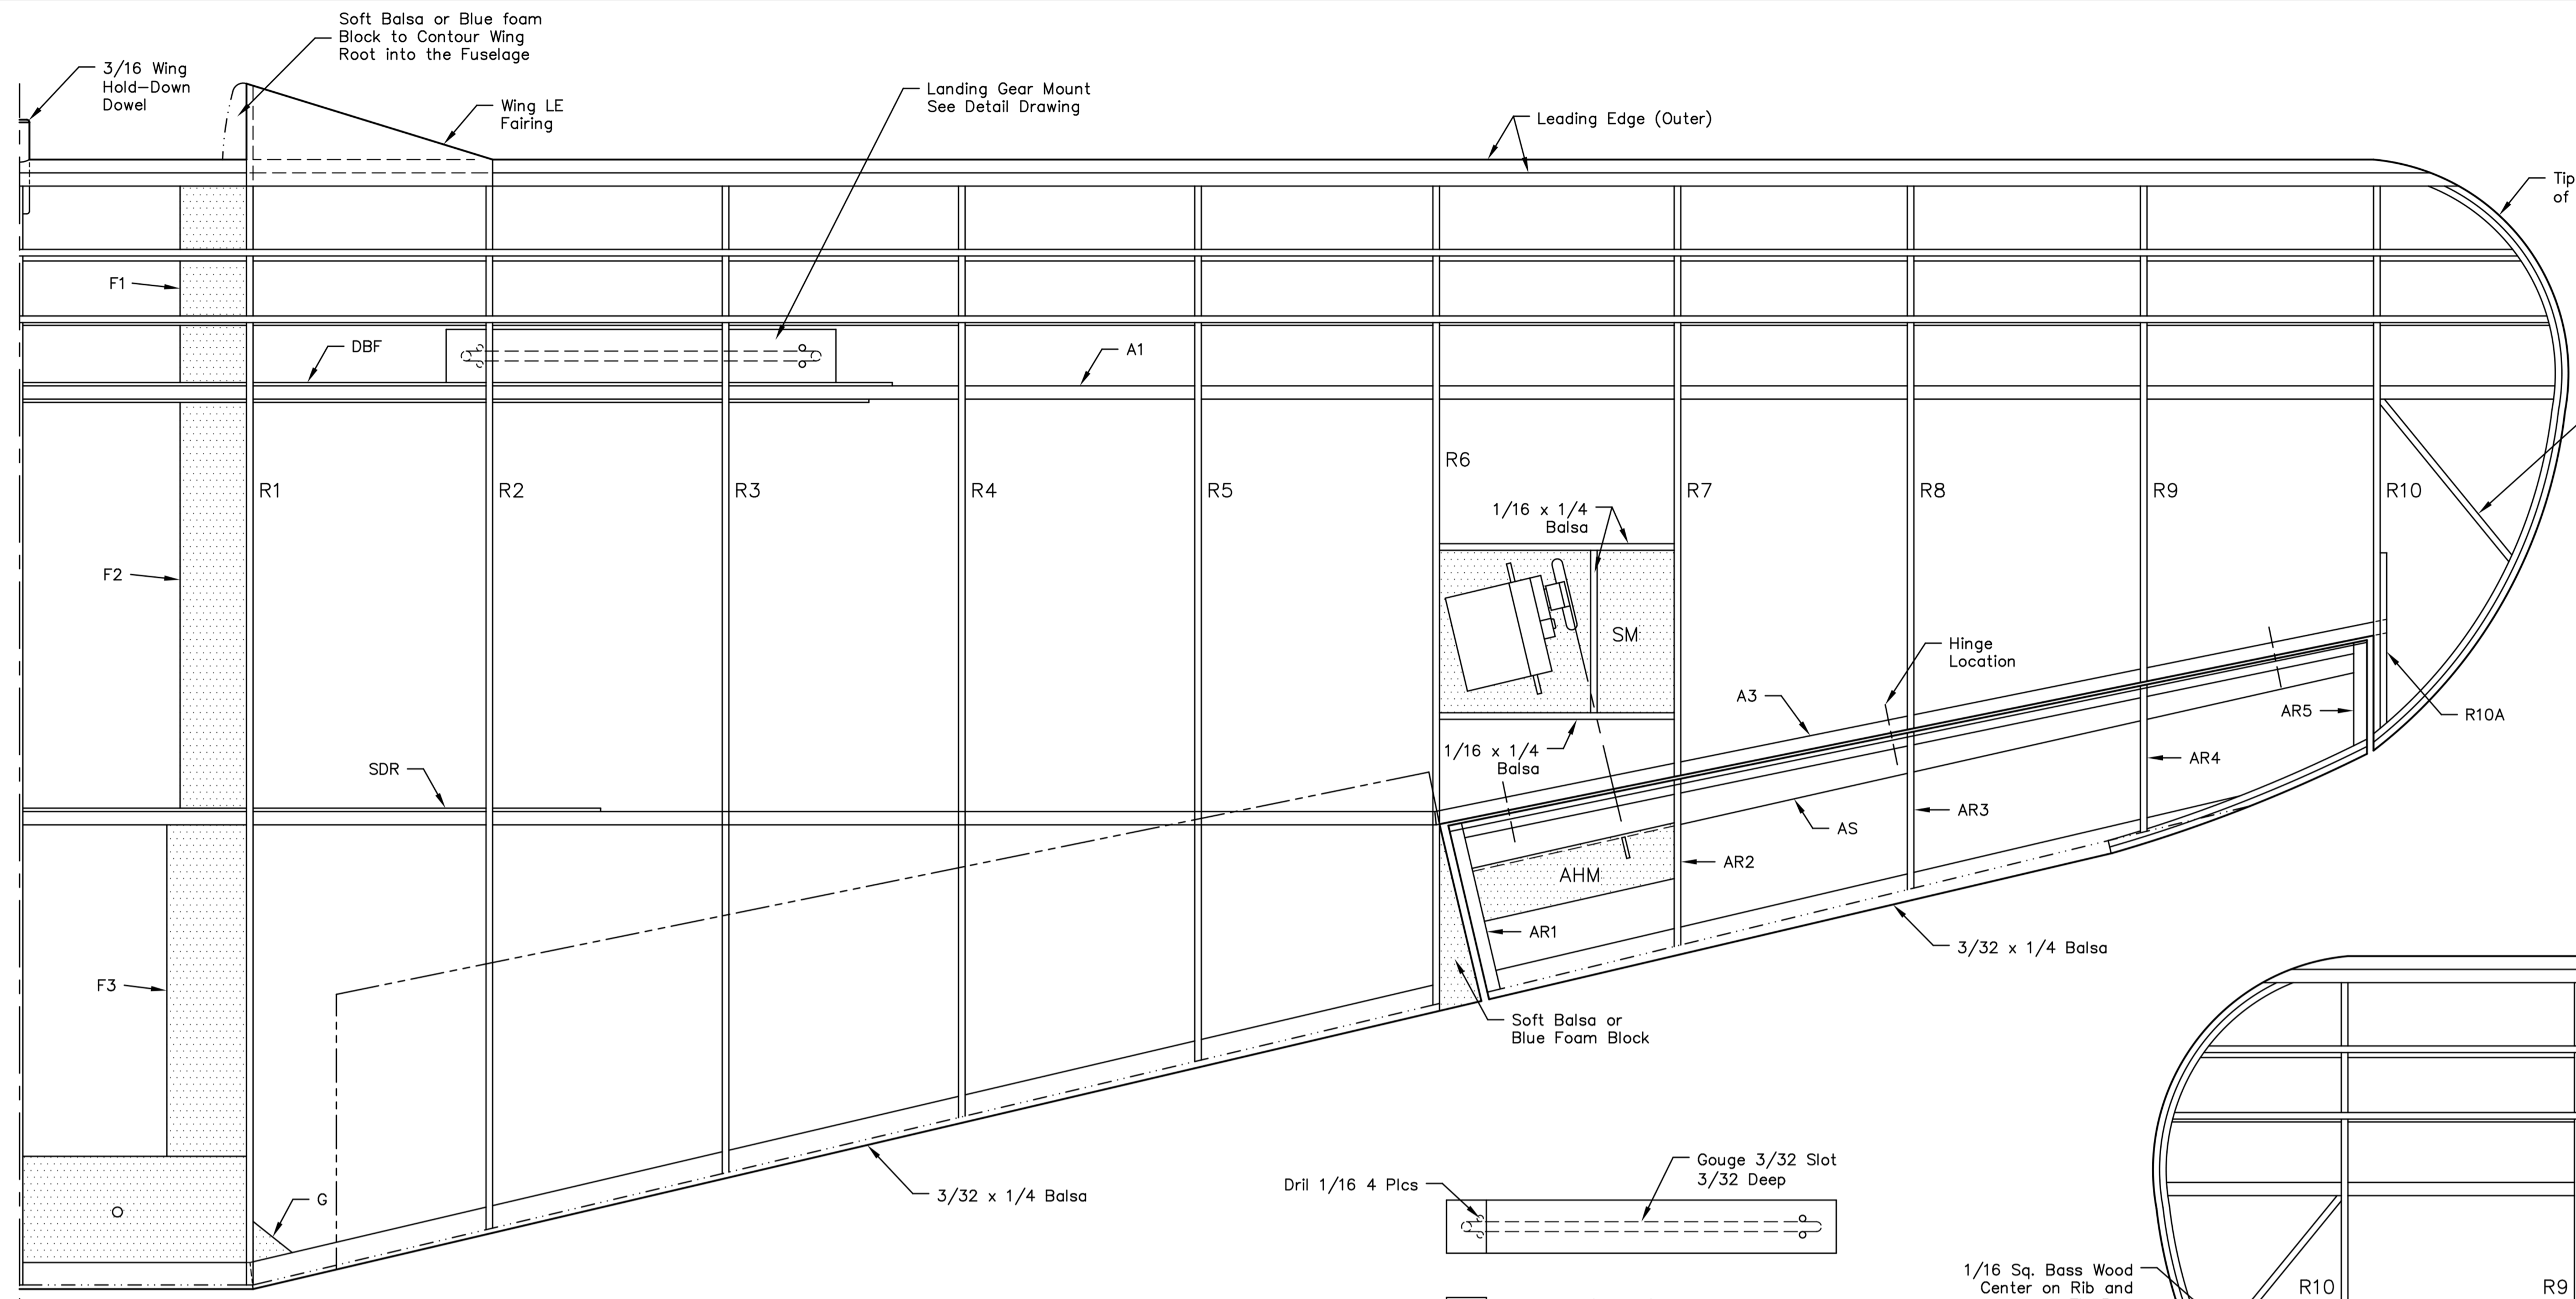 Soft Balsa or Blue foam
Block to Contour Wing
Root into the Fuselage
3/16 Wing
Hold-Down
Dowel
Wing LE
Fairing
Landing Gear Mount
See Detail Drawing
Leading Edge (Outer)
Tip
of
F1
DBF
A1
R6
R1
R2
R3
R4
R5
R7
R8
R9
R10
1/16 x 1/4
Balsa
F2
SM
Hinge
Location
A3
AR5
R10A
1/16 x 1/4
Balsa
SDR
AR4
AR3
AS
AR2
AHM
AR1
3/32 x 1/4 Balsa
F3
Soft Balsa or
Blue Foam Block
Gouge 3/32 Slot
3/32 Deep
Dril 1/16 4 Plcs
3/32 x 1/4 Balsa
G
1/16 Sq. Bass Wood
Center on Rib and
R10
R9